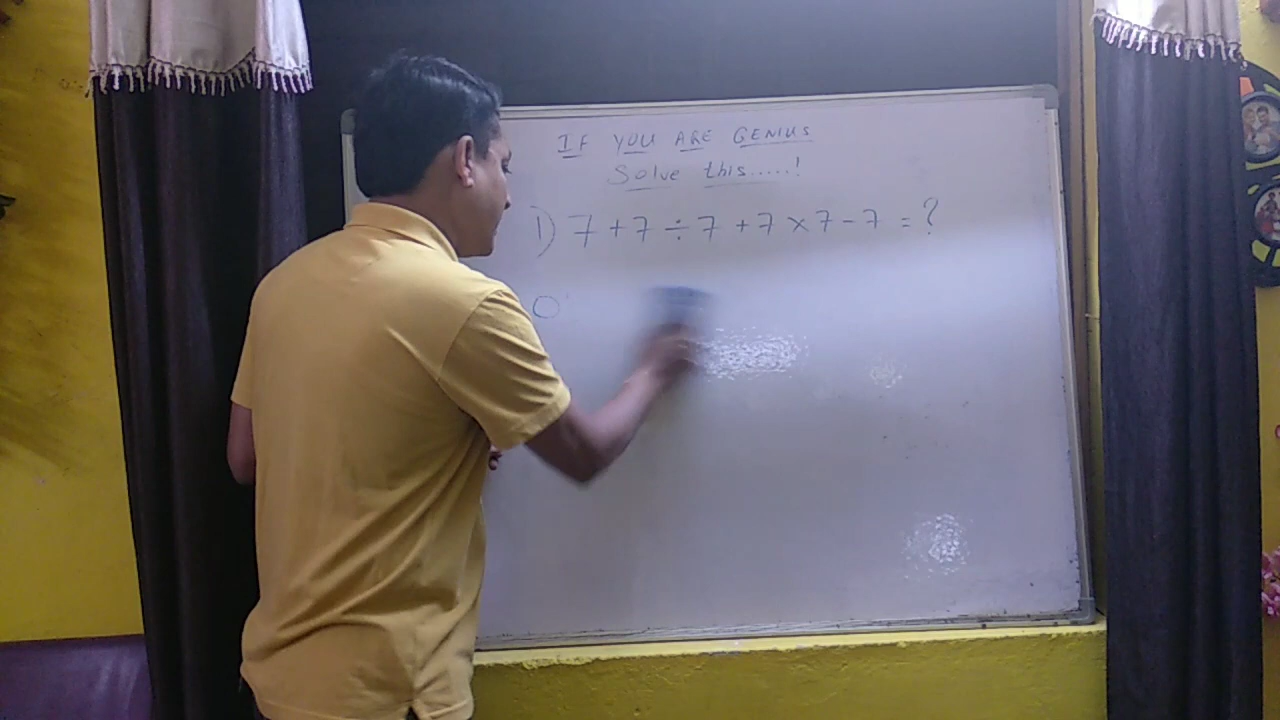 IF YOU ARE GENIUS
Solve this.....!
1) 7 + 7 ÷ 7 + 7 × 7 - 7 = ?